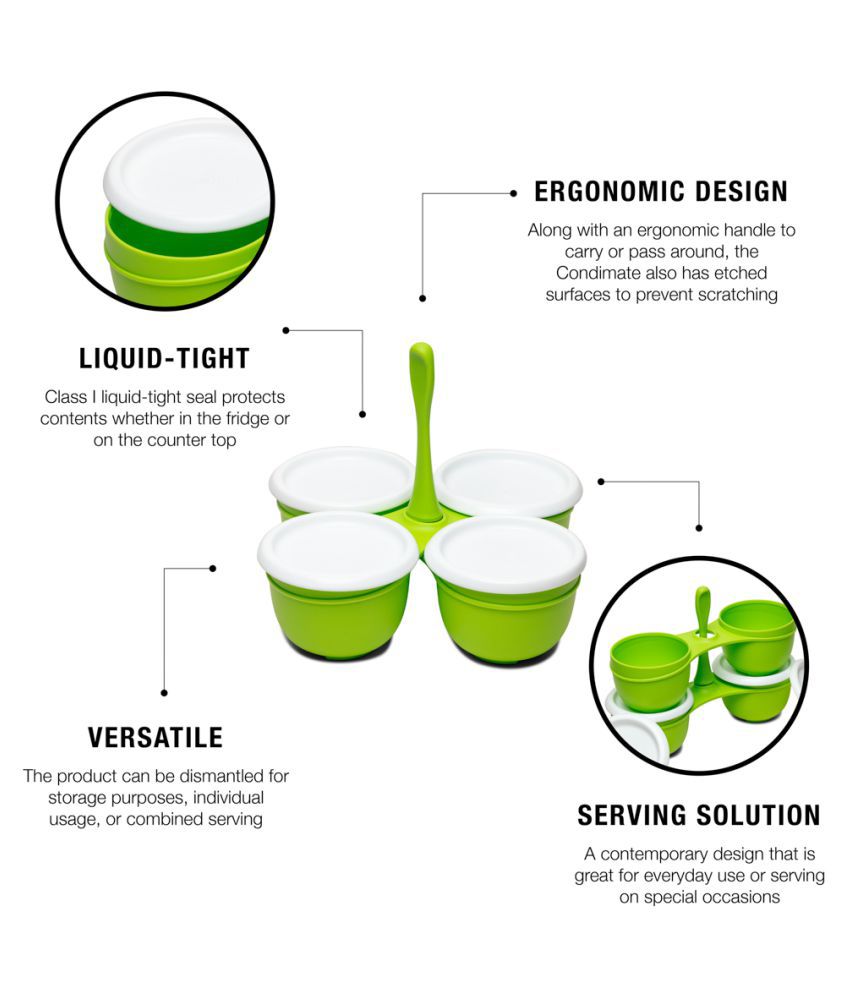 ERGONOMIC DESIGN
Along with an ergonomic handle to
carry or pass around, the
Condimate also has etched
surfaces to prevent scratching
LIQUID-TIGHT
Class I liquid-tight seal protects
contents whether in the fridge or
on the counter top
VERSATILE
The product can be dismantled for
storage purposes, individual
usage, or combined serving
SERVING SOLUTION
A contemporary design that is
great for everyday use or serving
on special occasions